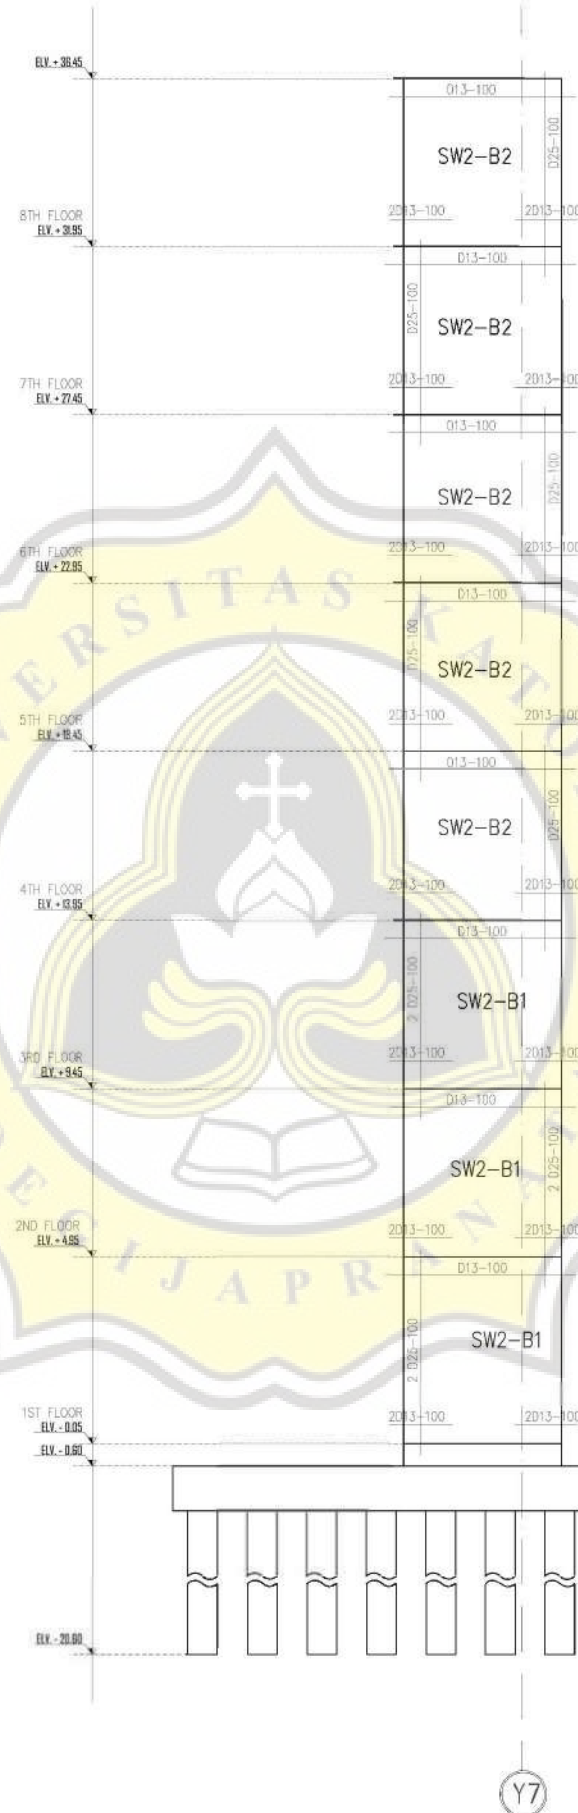 ELV. + 36.45
D13-100
SW2-B2
D25-100
2D13-100
2D13-100
8TH FLOOR
ELV. + 31.95
D13-100
D25-100
SW2-B2
2D13-100
2D13-100
7TH FLOOR
ELV. + 27.45
D13-100
SW2-B2
D25-100
2D13-100
2D13-100
6TH FLOOR
ELV. + 22.95
D13-100
D25-100
SW2-B2
2D13-100
2D13-100
5TH FLOOR
ELV. + 18.45
D13-100
SW2-B2
D25-100
2D13-100
2D13-100
4TH FLOOR
ELV. + 13.95
D13-100
2 D25-100
SW2-B1
2D13-100
2D13-100
3RD FLOOR
ELV. + 9.45
D13-100
SW2-B1
2 D25-100
2D13-100
2D13-100
2ND FLOOR
ELV. + 4.95
D13-100
2 D25-100
SW2-B1
2D13-100
2D13-100
1ST FLOOR
ELV. - 0.05
ELV. - 0.60
ELV. - 20.60
Y7
VERSITAS KATO
EGIJAPRANAT